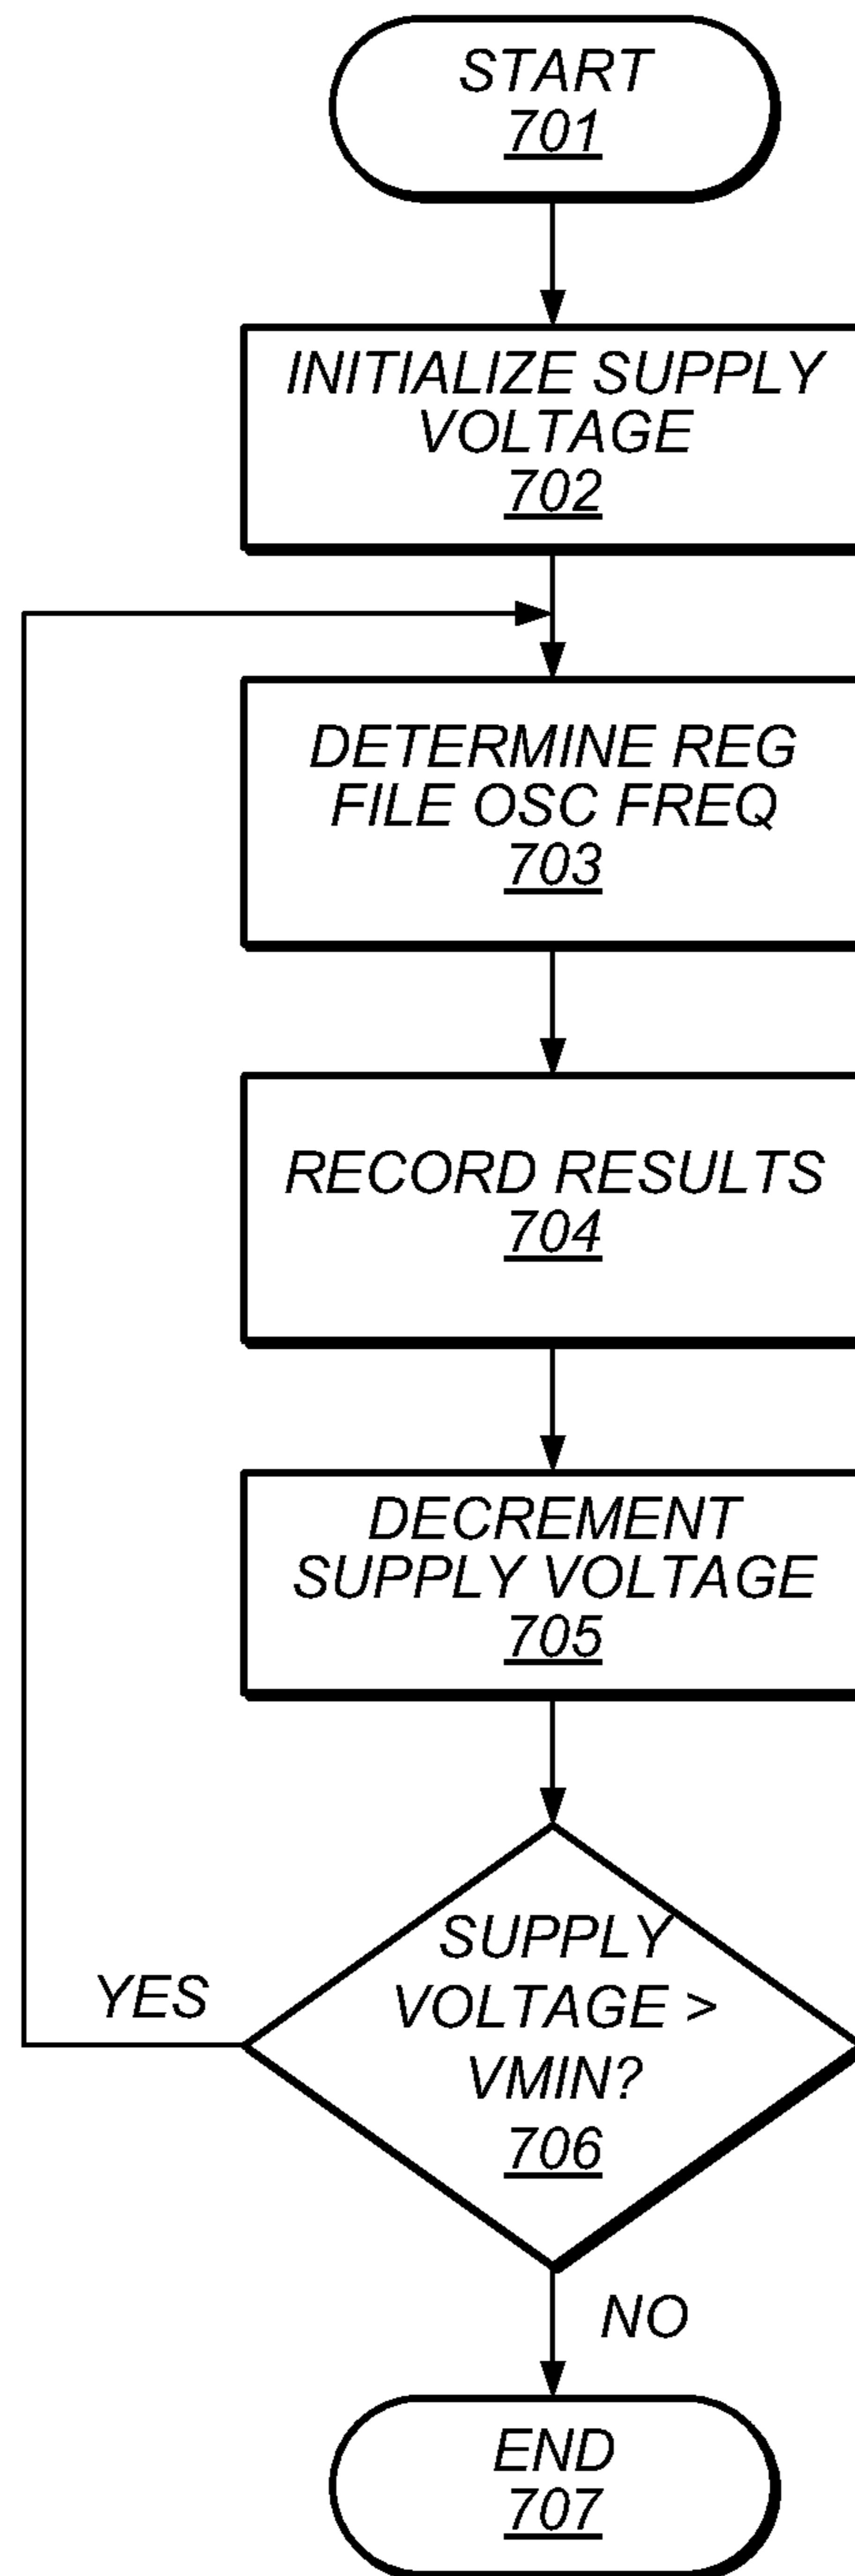 START
701
INITIALIZE SUPPLY
VOLTAGE
702
DETERMINE REG
FILE OSC FREQ
703
RECORD RESULTS
704
DECREMENT
SUPPLY VOLTAGE
705
SUPPLY
VOLTAGE >
VMIN?
706
YES
NO
END
707